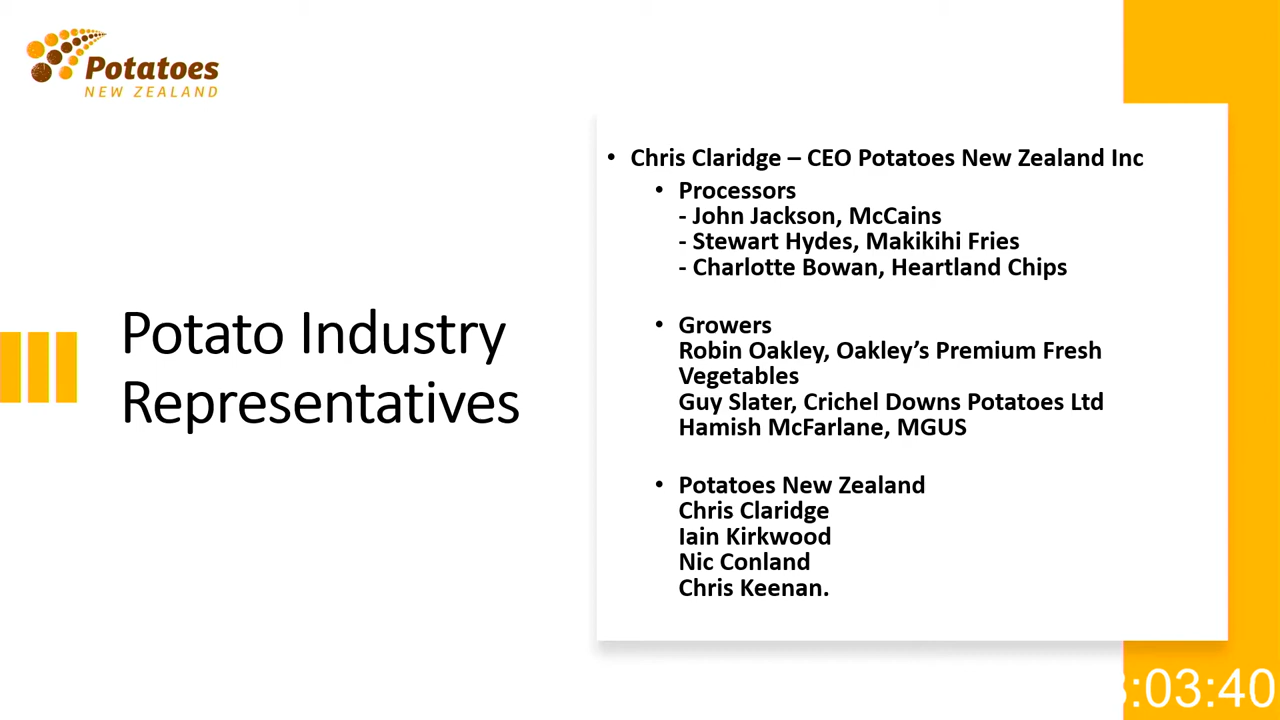 Potatoes
NEW ZEALAND
Potato Industry
Representatives
• Chris Claridge – CEO Potatoes New Zealand Inc
• Processors
- John Jackson, McCains
- Stewart Hydes, Makikihi Fries
- Charlotte Bowan, Heartland Chips
• Growers
Robin Oakley, Oakley’s Premium Fresh
Vegetables
Guy Slater, Crichel Downs Potatoes Ltd
Hamish McFarlane, MGUS
• Potatoes New Zealand
Chris Claridge
Iain Kirkwood
Nic Conland
Chris Keenan.
:03:40